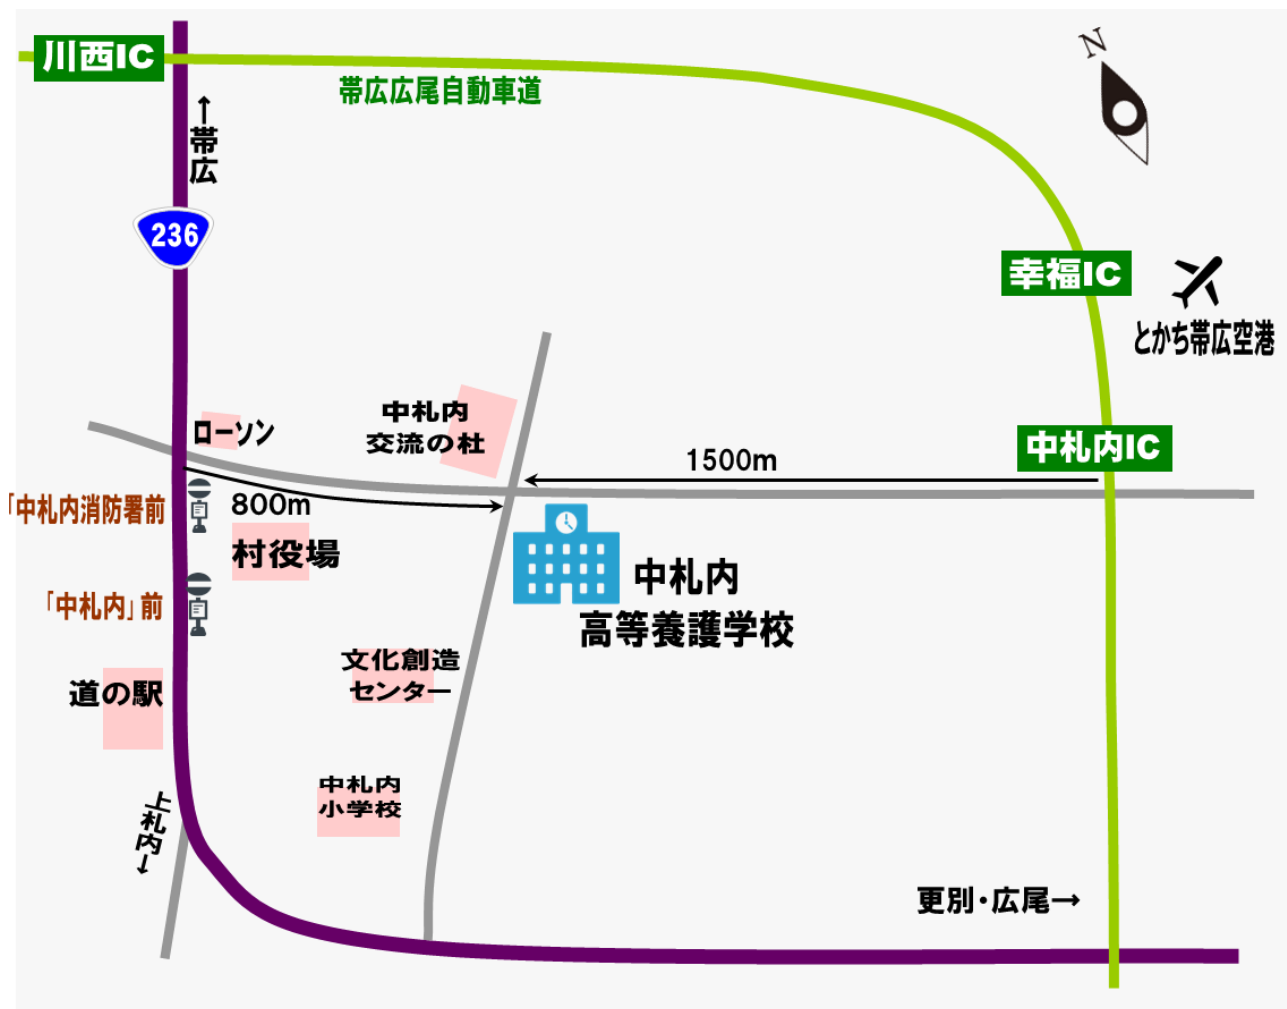 川西IC
帯広広尾自動車道
N
←帯広
236
幸福IC
とかち帯広空港
ローソン
中札内
交流の杜
中札内IC
1500m
「中札内消防署前
800m
村役場
中札内
高等養護学校
「中札内」前
文化創造
センター
道の駅
中札内
小学校
上札内→
更別・広尾→